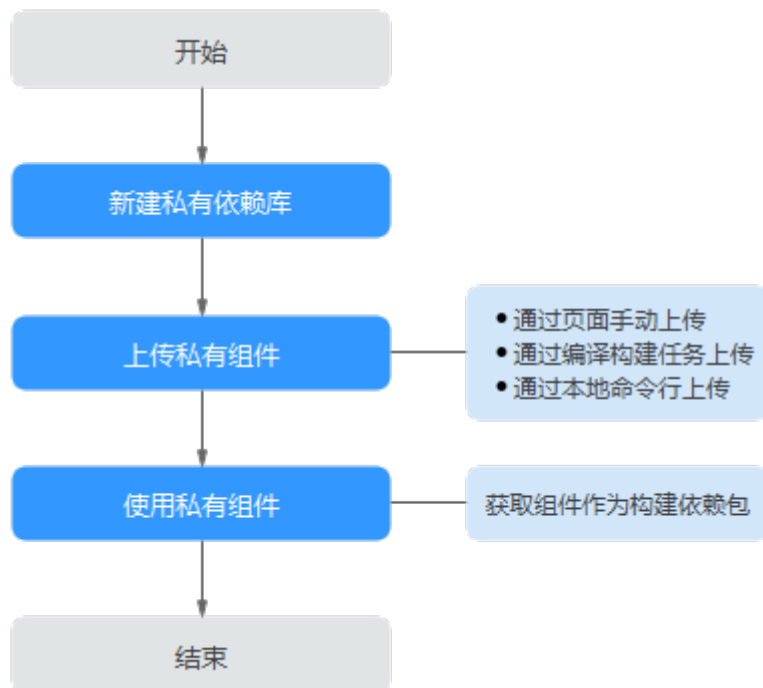 开始
新建私有依赖库
上传私有组件
• 通过页面手动上传
• 通过编译构建任务上传
• 通过本地命令行上传
使用私有组件
获取组件作为构建依赖包
结束